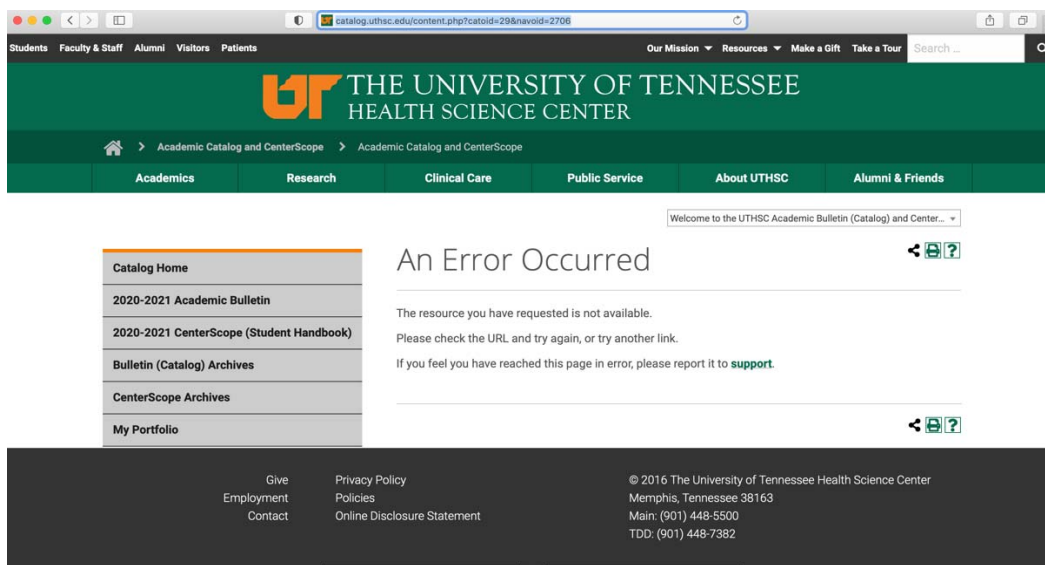 catalog.uthsc.edu/content.php?catoid=29&navoid=2706
Students Faculty & Staff Alumni Visitors Patients Our Mission Resources Make a Gift Take a Tour Search ...
UT THE UNIVERSITY OF TENNESSEE
HEALTH SCIENCE CENTER
Academic Catalog and CenterScope > Academic Catalog and CenterScope
Academics Research Clinical Care Public Service About UTHSC Alumni & Friends
Welcome to the UTHSC Academic Bulletin (Catalog) and Center...
Catalog Home
2020-2021 Academic Bulletin
2020-2021 CenterScope (Student Handbook)
Bulletin (Catalog) Archives
CenterScope Archives
My Portfolio
An Error Occurred
?
The resource you have requested is not available.
Please check the URL and try again, or try another link.
If you feel you have reached this page in error, please report it to support.
?
Give
Employment
Contact
Privacy Policy
Policies
Online Disclosure Statement
© 2016 The University of Tennessee Health Science Center
Memphis, Tennessee 38163
Main: (901) 448-5500
TDD: (901) 448-7382